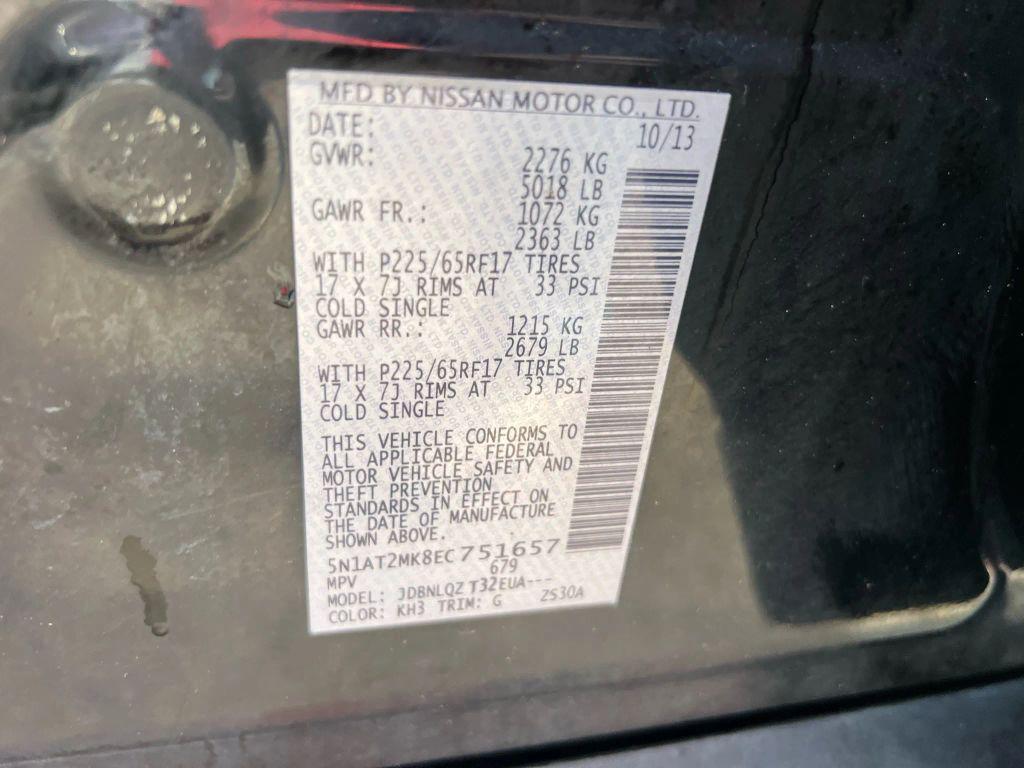 MFD BY NISSAN MOTOR CO., LTD.
DATE: 10/13
GVWR: 2276 KG
5018 LB
GAWR FR.: 1072 KG
2363 LB
WITH P225/65RF17 TIRES
17 X 7J RIMS AT 33 PSI
COLD SINGLE
GAWR RR.: 1215 KG
2679 LB
WITH P225/65RF17 TIRES
17 X 7J RIMS AT 33 PSI
COLD SINGLE
THIS VEHICLE CONFORMS TO
ALL APPLICABLE FEDERAL
MOTOR VEHICLE SAFETY AND
THEFT PREVENTION
STANDARDS IN EFFECT ON
THE DATE OF MANUFACTURE
SHOWN ABOVE.
5N1AT2MK8EC751657
679
MPV
MODEL: JDBNLQZ T32EUA---
COLOR: KH3 TRIM: G ZS30A